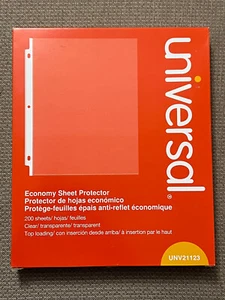 universal®
Economy Sheet Protector
Protector de hojas económico
Protège-feuilles épais anti-reflet économique
200 sheets/ hojas/ feuilles
Clear/ transparente/ transparent
Top loading/ con inserción desde arriba/ à insertion par le haut
UNV21123